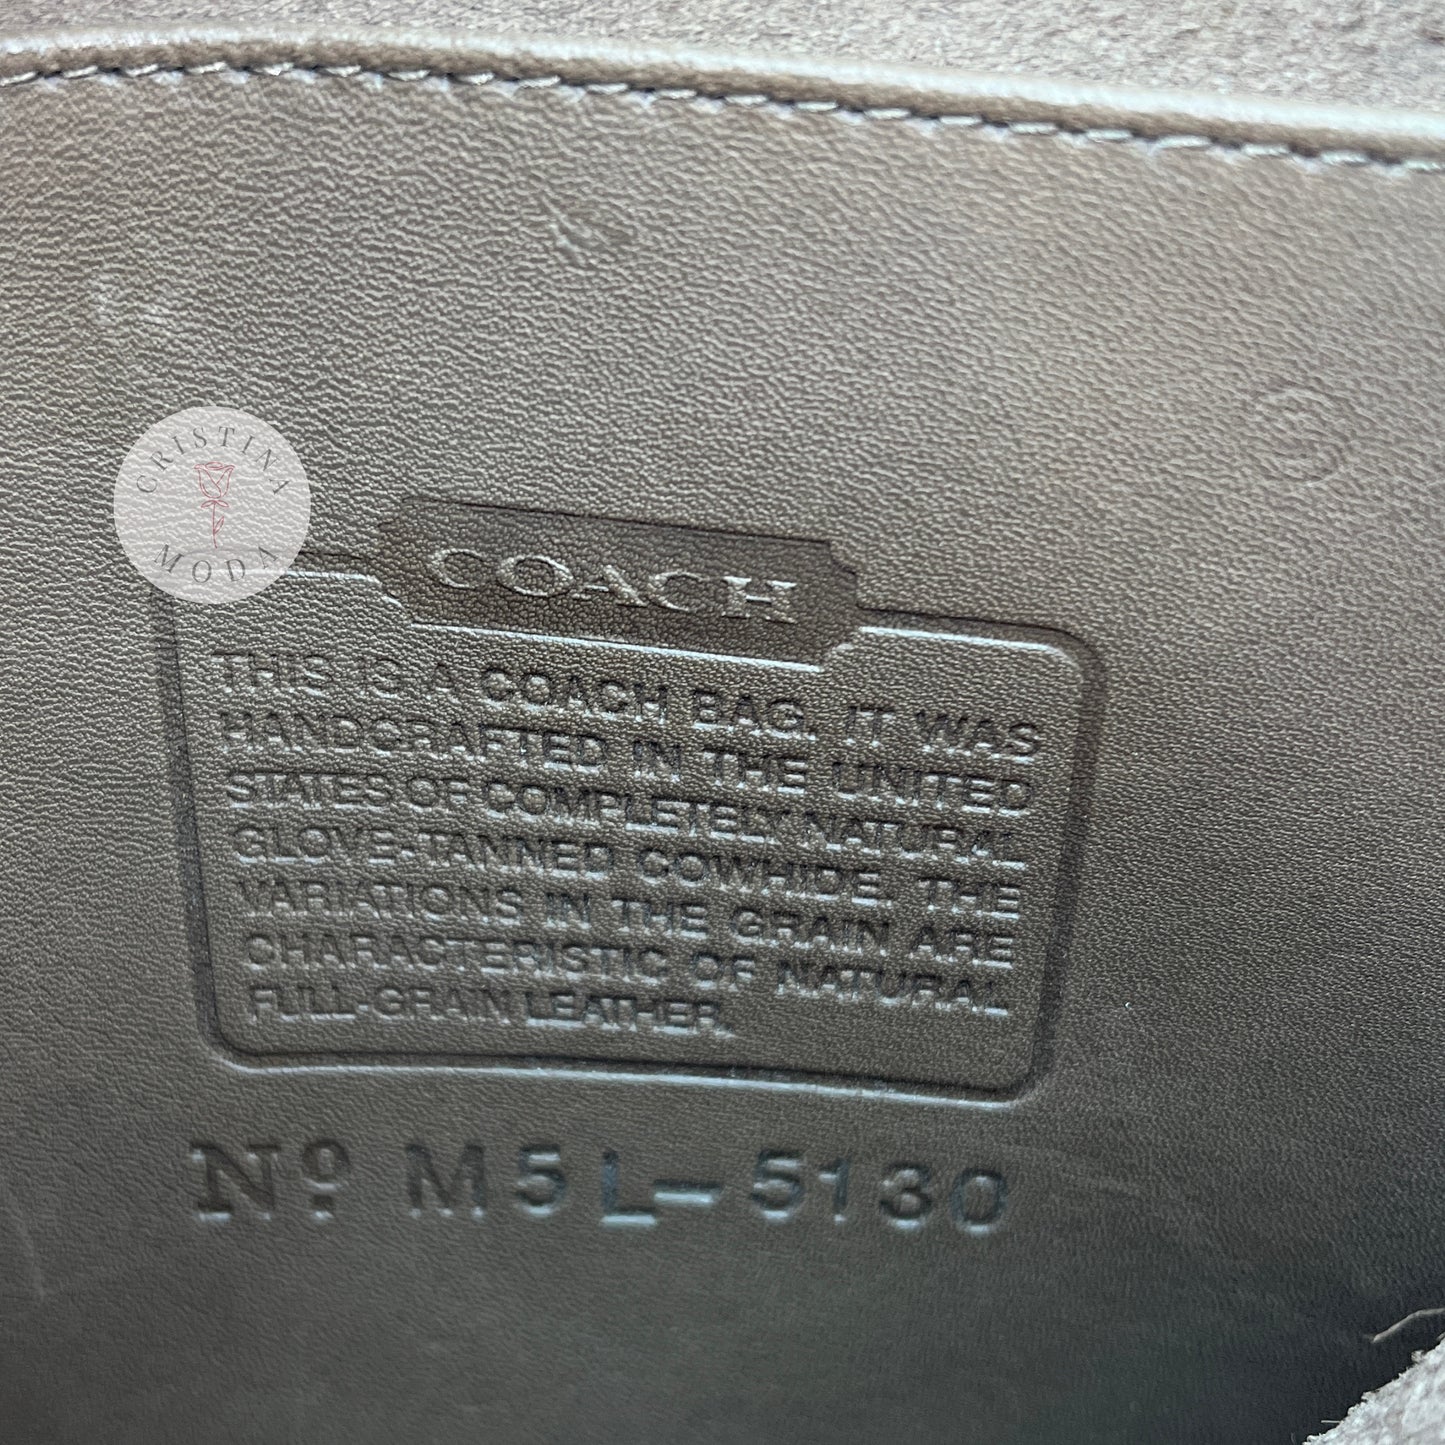 CRISTINA
MODA
COACH
THIS IS A COACH BAG. IT WAS
HANDCRAFTED IN THE UNITED
STATES OF COMPLETELY NATURAL
GLOVE-TANNED COWHIDE. THE
VARIATIONS IN THE GRAIN ARE
CHARACTERISTIC OF NATURAL
FULL-GRAIN LEATHER.
Nº M5L-5130